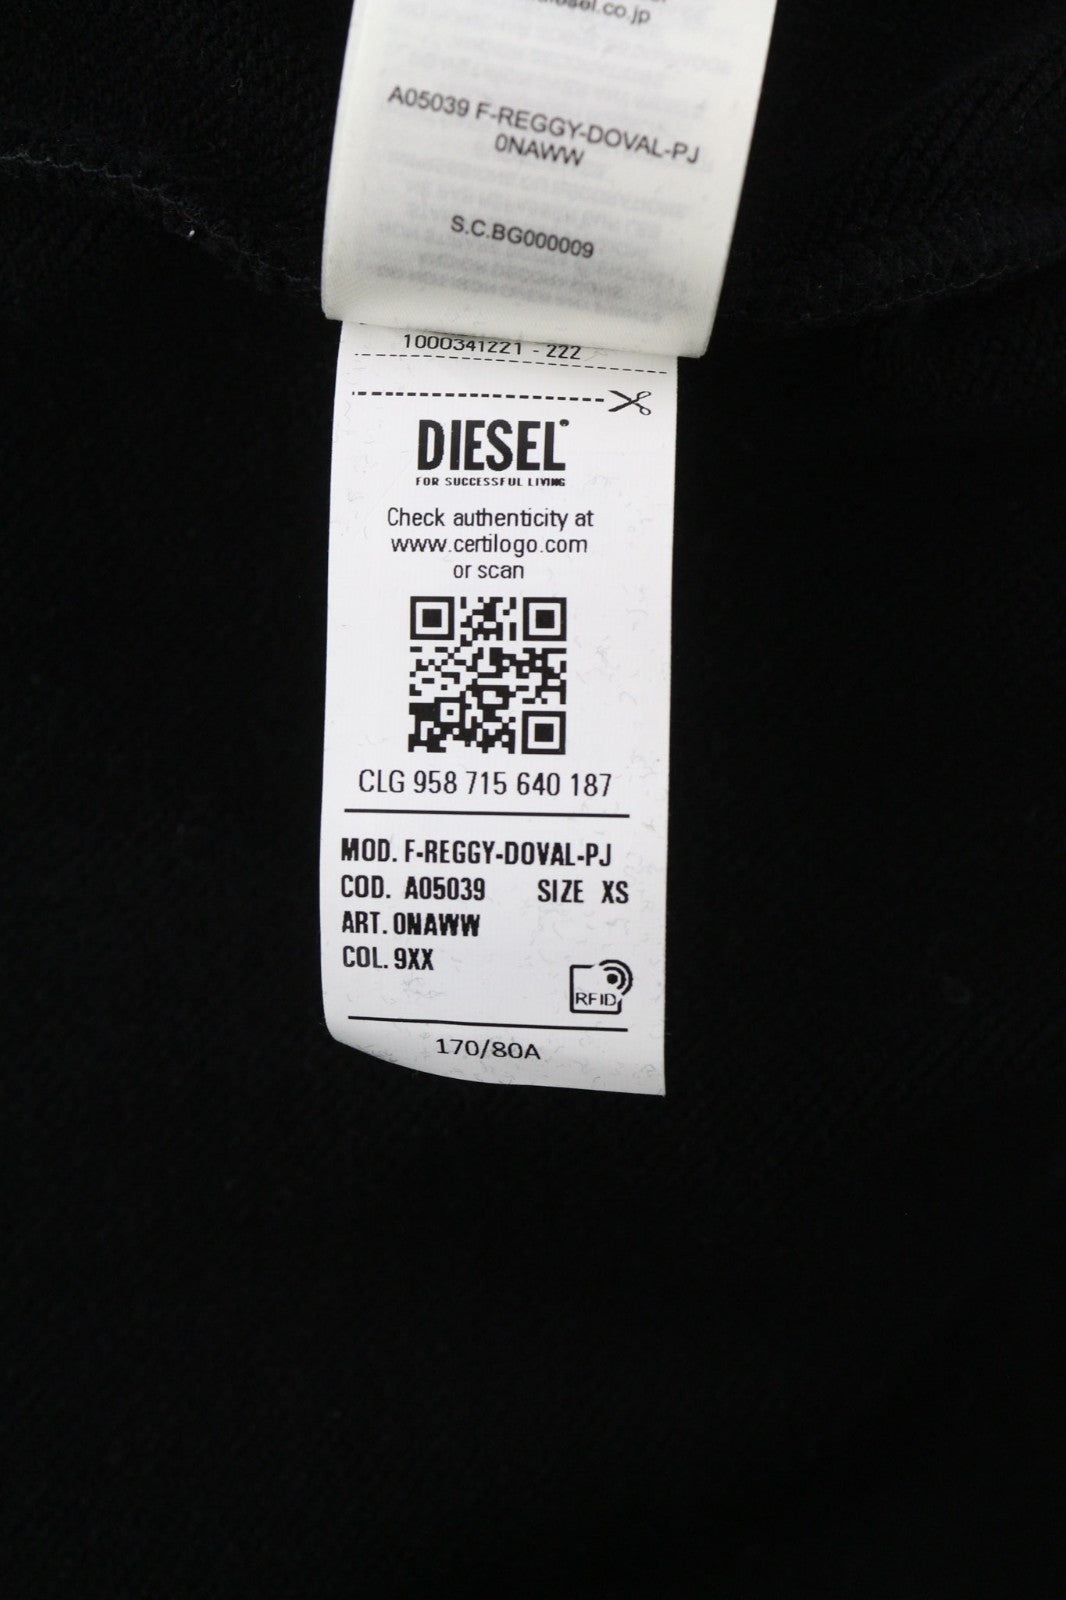 A05039 F-REGGY-DOVAL-PJ
0NAWW
S.C.BG000009
1000341221 - 222
DIESEL
FOR SUCCESSFUL LIVING
Check authenticity at
www.certilogo.com
or scan
CLG 958 715 640 187
MOD. F-REGGY-DOVAL-PJ
COD. A05039 SIZE XS
ART. 0NAWW
COL. 9XX
RFID
170/80A